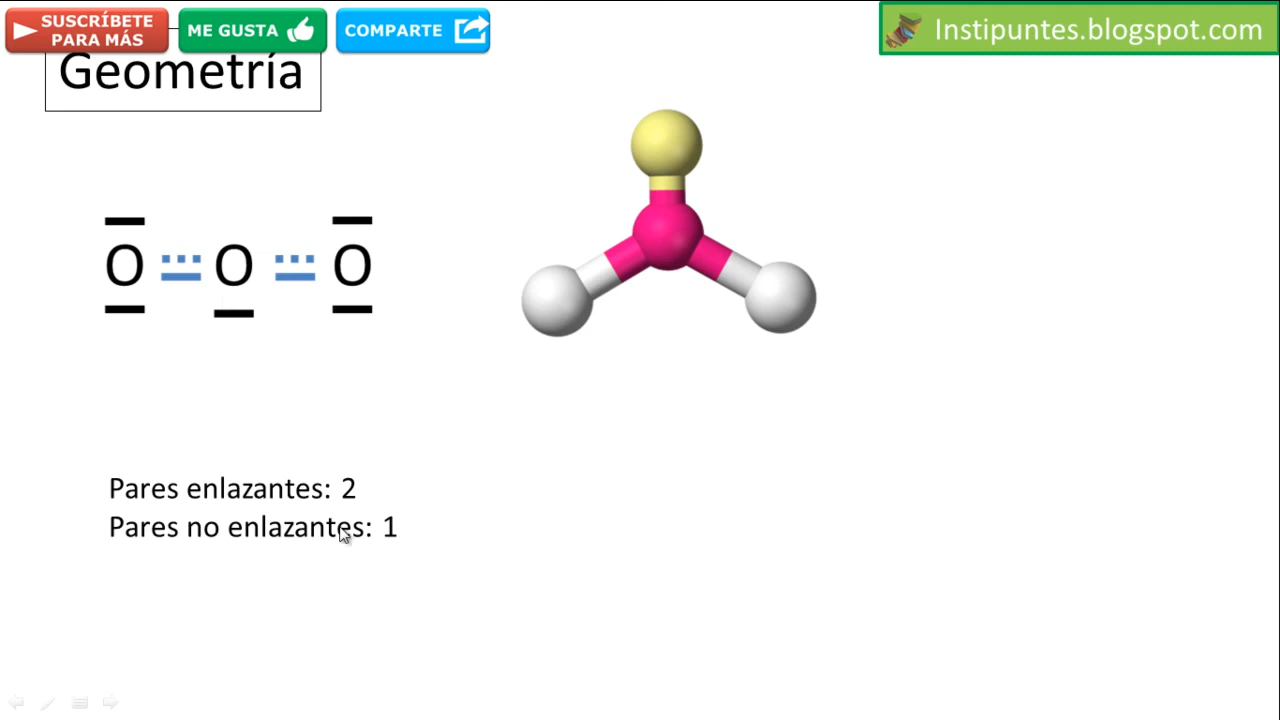 SUSCRÍBETE
PARA MÁS
ME GUSTA
COMPARTE
Instipuntes.blogspot.com
Geometría
O O O
Pares enlazantes: 2
Pares no enlazantes: 1